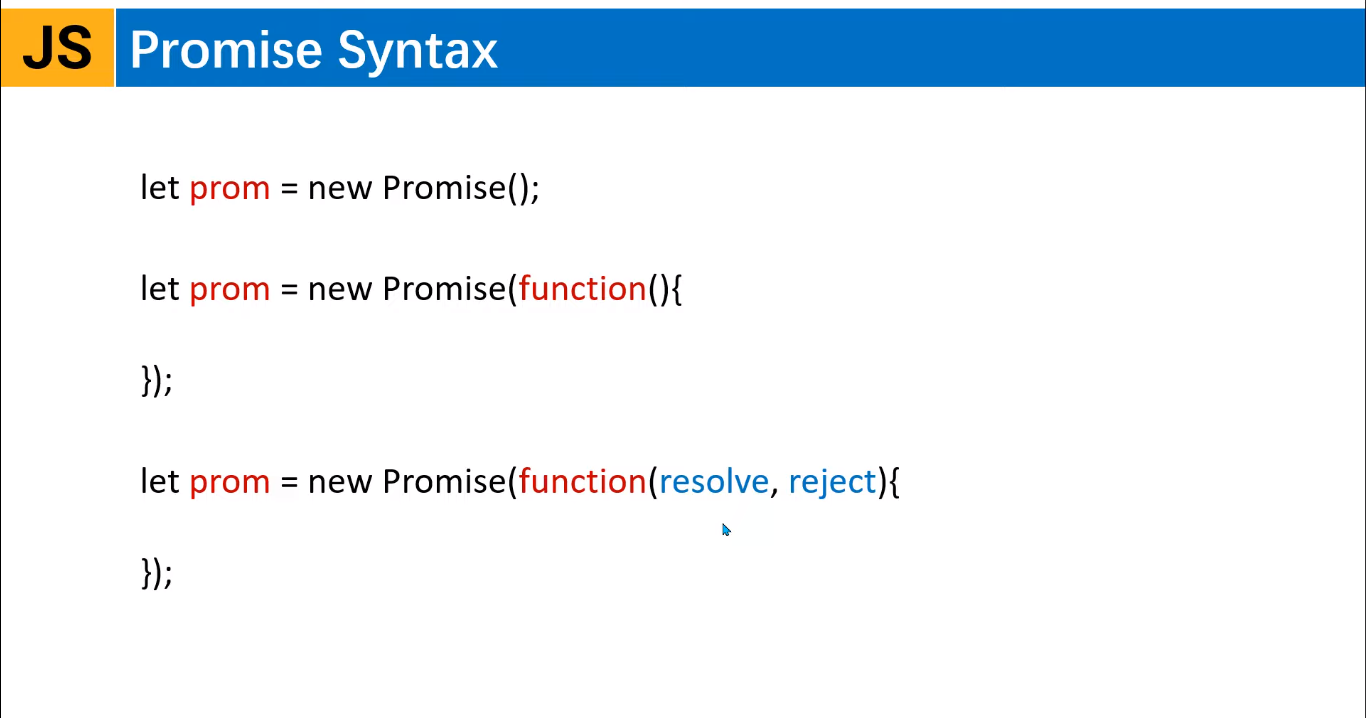 JS Promise Syntax
let prom = new Promise();
let prom = new Promise(function(){
});
let prom = new Promise(function(resolve, reject){
});